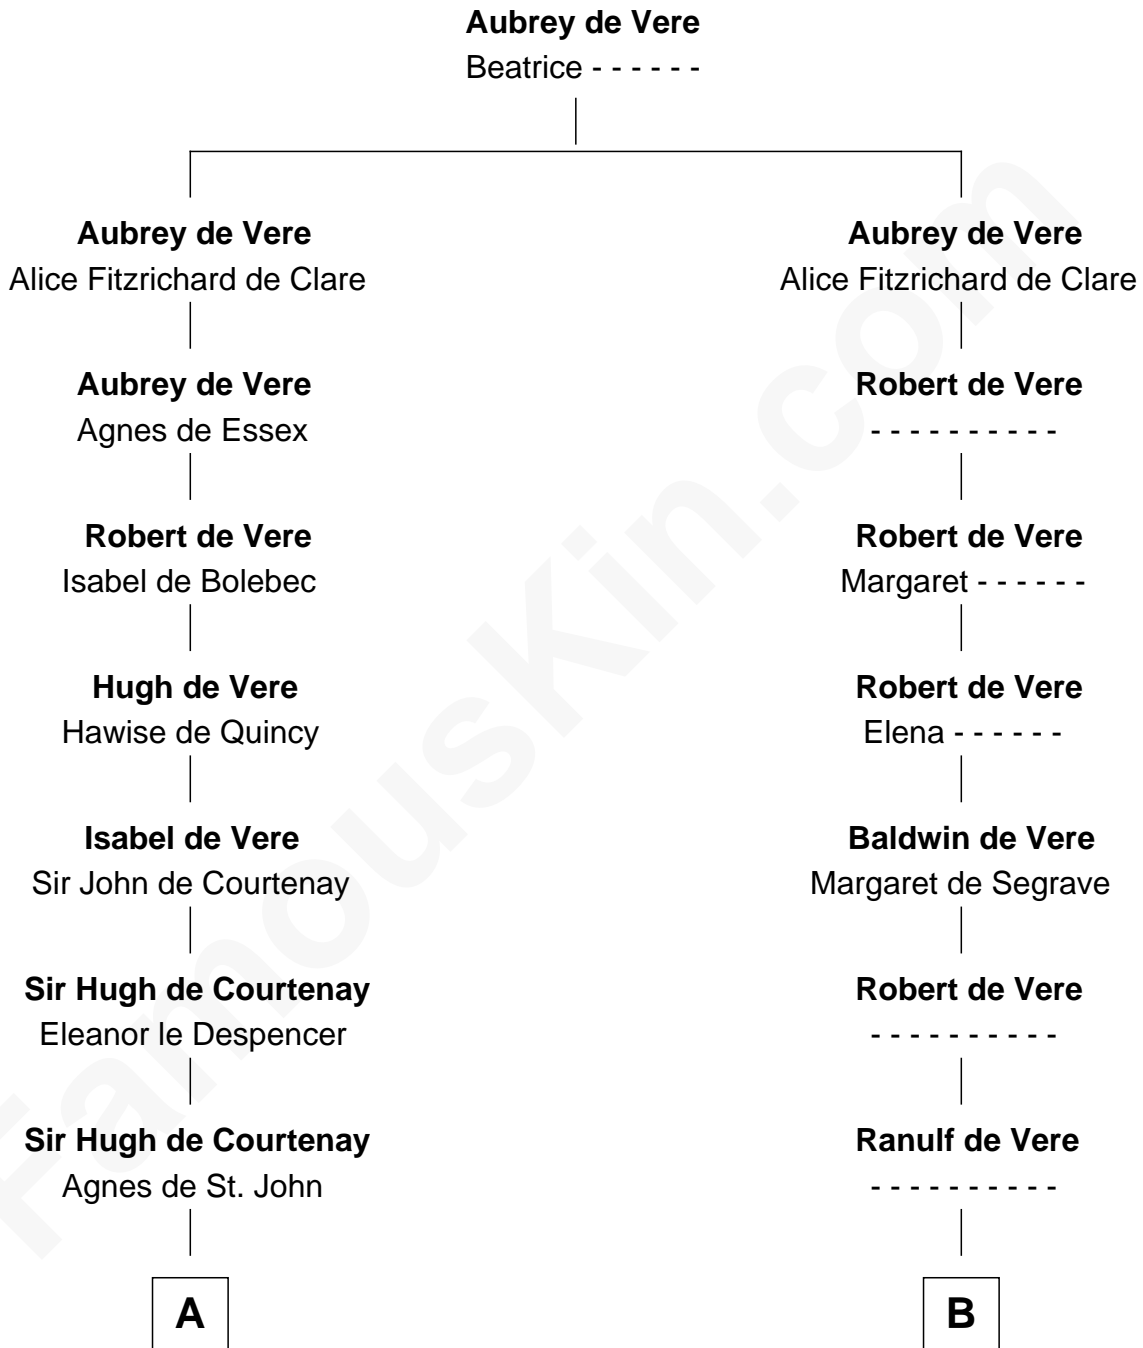 Aubrey de Vere
Beatrice - - - - - -
Aubrey de Vere
Alice Fitzrichard de Clare
Aubrey de Vere
Alice Fitzrichard de Clare
Aubrey de Vere
Agnes de Essex
Robert de Vere
- - - - - - - - - -
Robert de Vere
Isabel de Bolebec
Robert de Vere
Margaret - - - - - -
Hugh de Vere
Hawise de Quincy
Robert de Vere
Elena - - - - - -
Isabel de Vere
Sir John de Courtenay
Baldwin de Vere
Margaret de Segrave
Sir Hugh de Courtenay
Eleanor le Despencer
Robert de Vere
- - - - - - - - - -
Sir Hugh de Courtenay
Agnes de St. John
Ranulf de Vere
- - - - - - - - - -
A
B
FamousKin.com